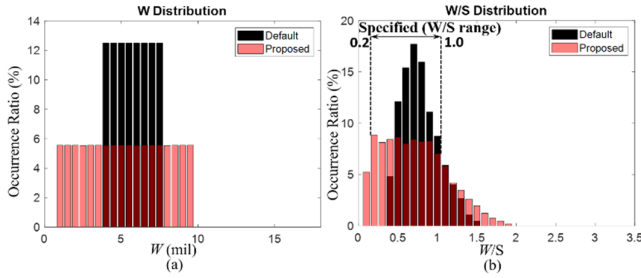 W Distribution
Default
Proposed
Occurrence Ratio (%)
14
12
10
8
6
4
2
0
0
5
10
15
W (mil)
(a)
W/S Distribution
Specified (W/S range)
0.2
1.0
Default
Proposed
Occurrence Ratio (%)
20
15
10
5
0
0
0.5
1
1.5
2
2.5
3
3.5
W/S
(b)